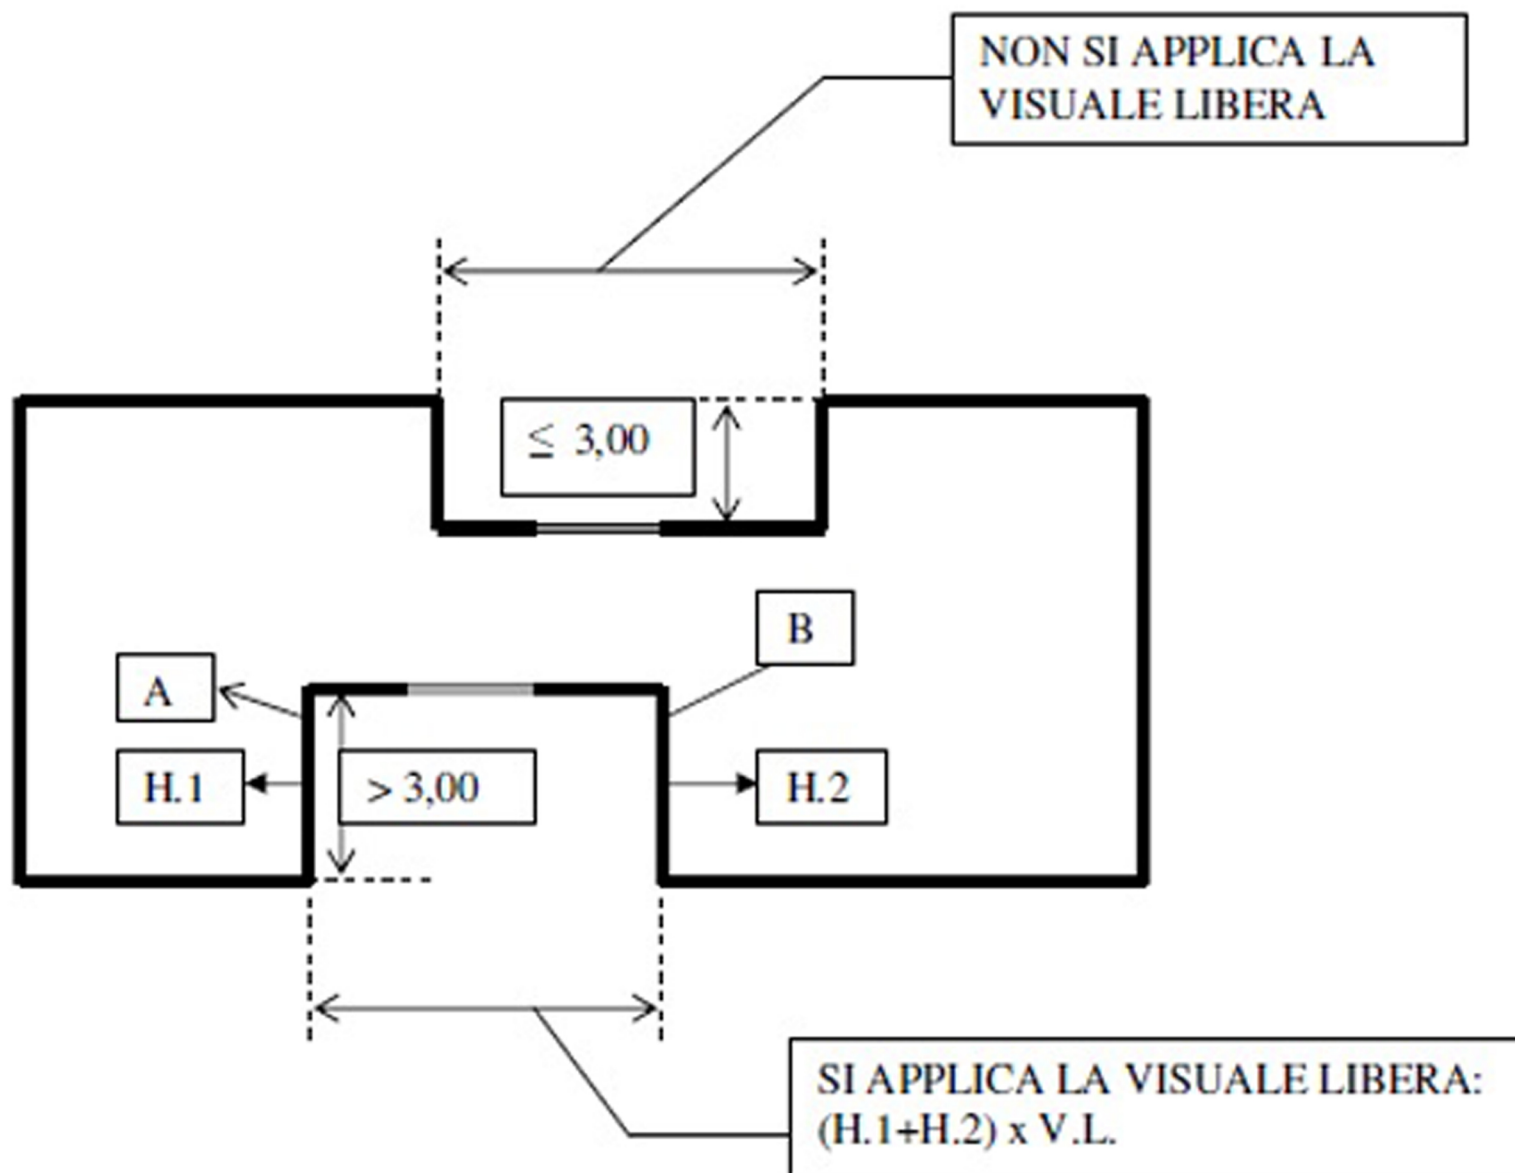 NON SI APPLICA LA
VISUALE LIBERA
≤ 3,00
B
A
H.1
> 3,00
H.2
SI APPLICA LA VISUALE LIBERA:
(H.1+H.2) x V.L.